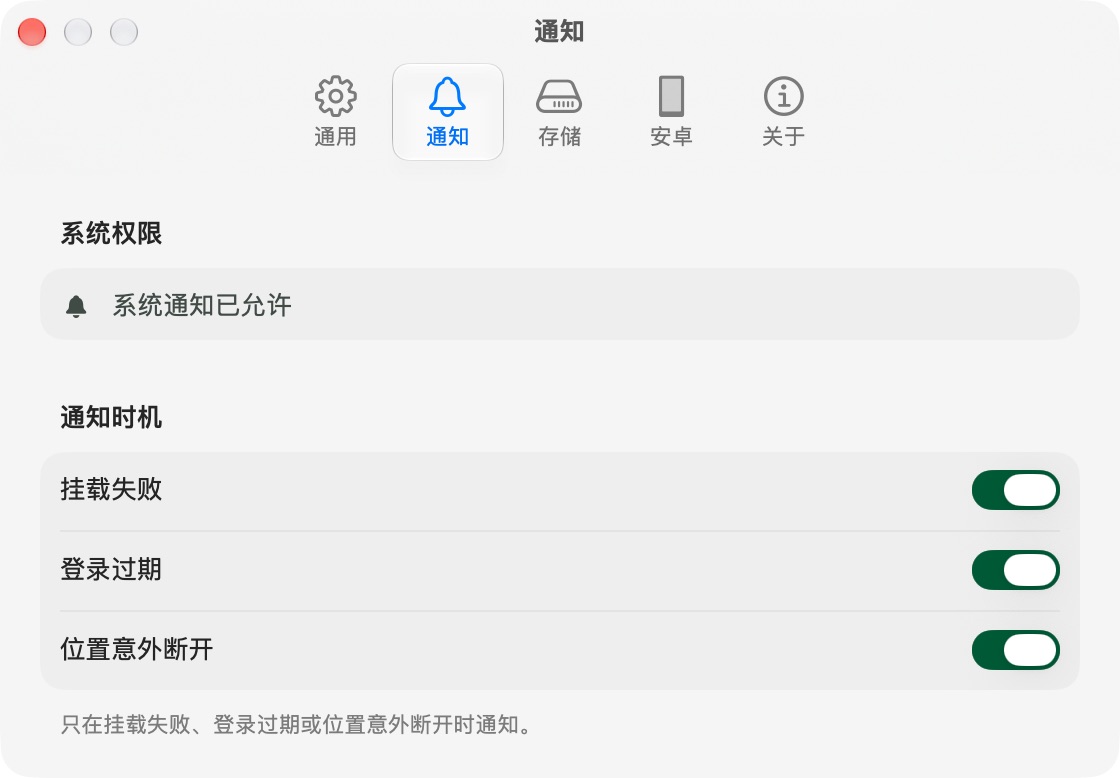 通知
通用
通知
存储
安卓
关于
系统权限
系统通知已允许
通知时机
挂载失败
登录过期
位置意外断开
只在挂载失败、登录过期或位置意外断开时通知。